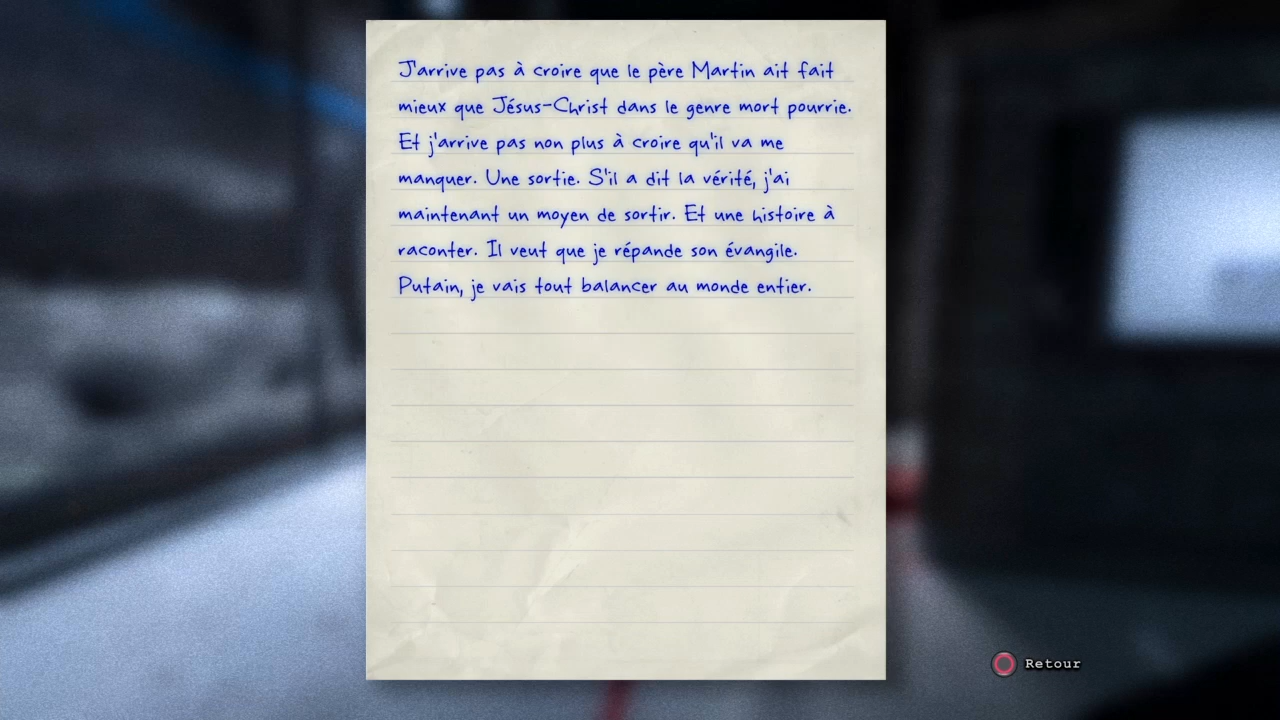 J'arrive pas à croire que le père Martin ait fait
mieux que Jésus-Christ dans le genre mort pourrie.
Et j'arrive pas non plus à croire qu'il va me
manquer. Une sortie. S'il a dit la vérité, j'ai
maintenant un moyen de sortir. Et une histoire à
raconter. Il veut que je répande son évangile.
Putain, je vais tout balancer au monde entier.
Retour